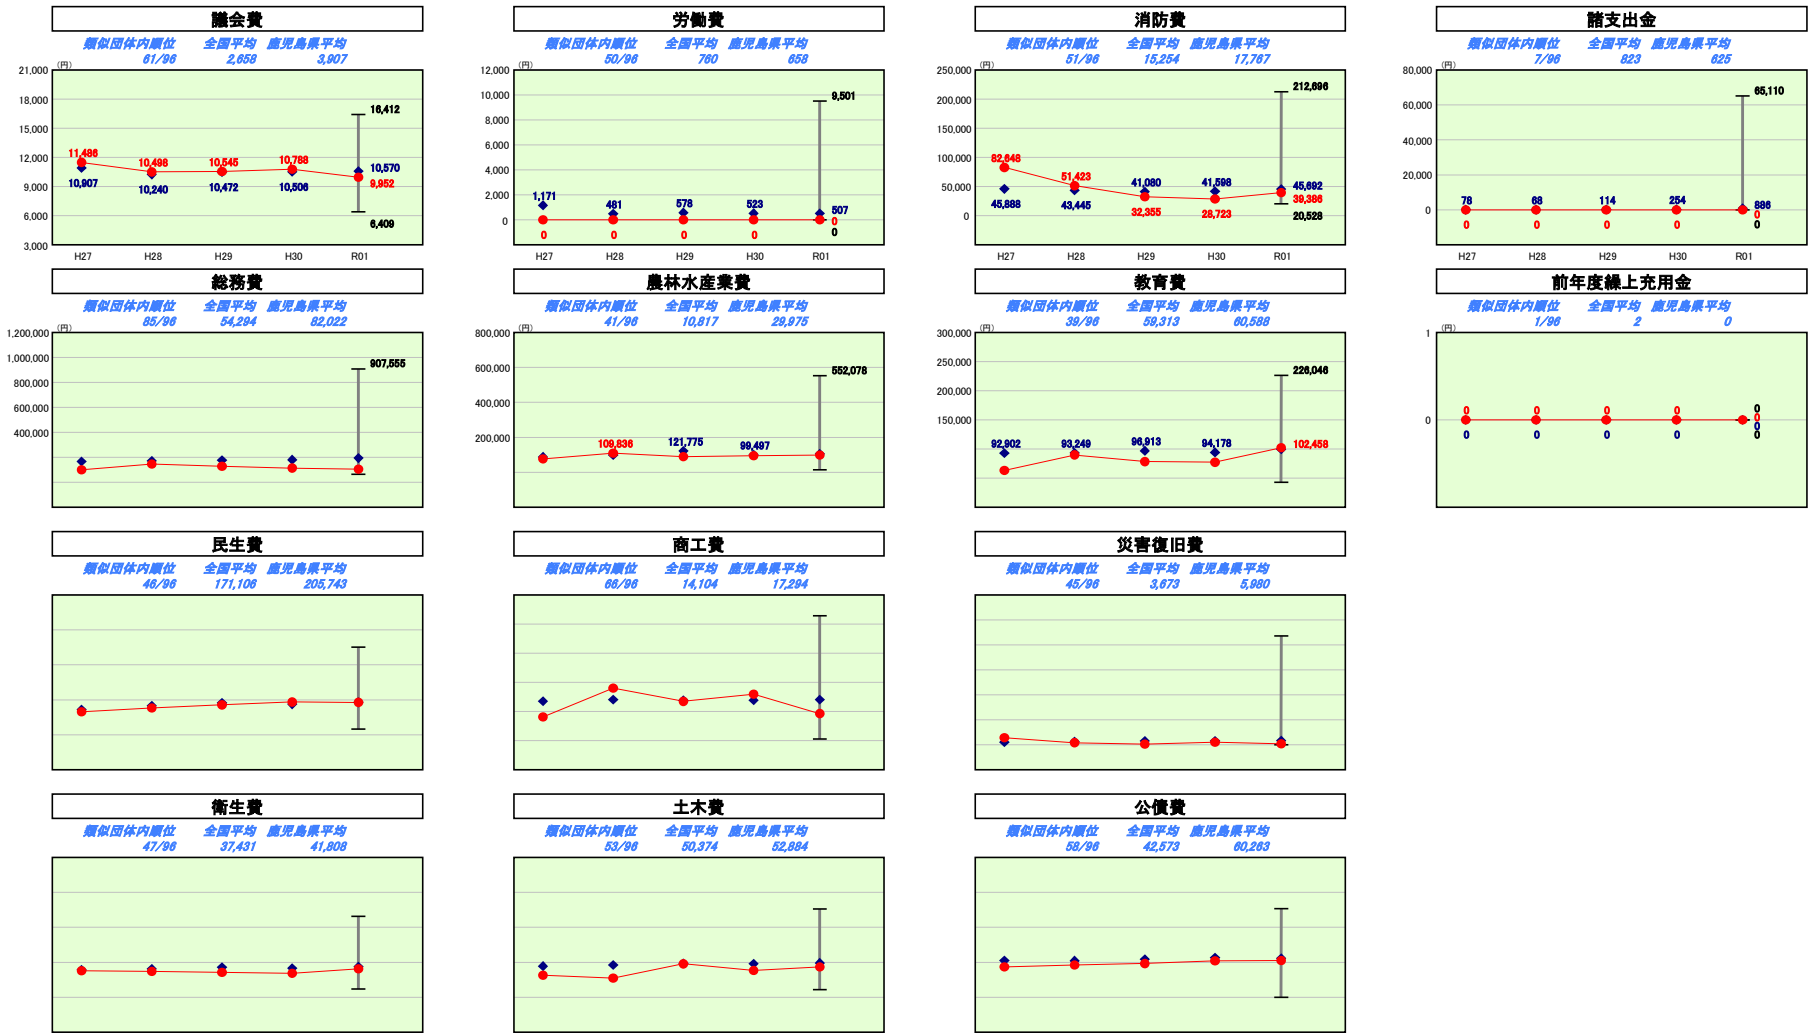 議会費
類似団体内順位 全国平均 鹿児島県平均
61/96 2,658 3,907
(円)
21,000
18,000
15,000
12,000
9,000
6,000
3,000
16,412
11,486 10,498 10,545 10,788 10,570
10,907 10,240 10,472 10,506 9,952
6,409
H27 H28 H29 H30 R01
労働費
類似団体内順位 全国平均 鹿児島県平均
50/96 760 658
(円)
12,000
10,000
8,000
6,000
4,000
2,000
0
9,501
1,171 481 578 523 507
0 0 0 0 0
0
H27 H28 H29 H30 R01
消防費
類似団体内順位 全国平均 鹿児島県平均
51/96 15,254 17,767
(円)
250,000
200,000
150,000
100,000
50,000
0
212,696
82,648 51,423 41,080 41,598 45,692
45,888 43,445 32,355 28,723 39,386
20,528
H27 H28 H29 H30 R01
諸支出金
類似団体内順位 全国平均 鹿児島県平均
7/96 823 625
(円)
80,000
60,000
40,000
20,000
0
65,110
78 68 114 254 886
0 0 0 0 0
0
H27 H28 H29 H30 R01
総務費
類似団体内順位 全国平均 鹿児島県平均
85/96 54,294 82,022
(円)
1,200,000
1,000,000
800,000
600,000
400,000
907,555
農林水産業費
類似団体内順位 全国平均 鹿児島県平均
41/96 10,817 29,975
(円)
800,000
600,000
400,000
200,000
552,078
109,836 121,775 99,497
教育費
類似団体内順位 全国平均 鹿児島県平均
39/96 59,313 60,588
(円)
300,000
250,000
200,000
150,000
226,046
92,902 93,249 96,913 94,178 102,458
前年度繰上充用金
類似団体内順位 全国平均 鹿児島県平均
1/96 2 0
(円)
1
0
0 0 0 0 0
0
0 0 0 0 0
0
民生費
類似団体内順位 全国平均 鹿児島県平均
46/96 171,106 205,743
商工費
類似団体内順位 全国平均 鹿児島県平均
66/96 14,104 17,294
災害復旧費
類似団体内順位 全国平均 鹿児島県平均
45/96 3,673 5,980
衛生費
類似団体内順位 全国平均 鹿児島県平均
47/96 37,431 41,808
土木費
類似団体内順位 全国平均 鹿児島県平均
53/96 50,374 52,884
公債費
類似団体内順位 全国平均 鹿児島県平均
58/96 42,573 60,263